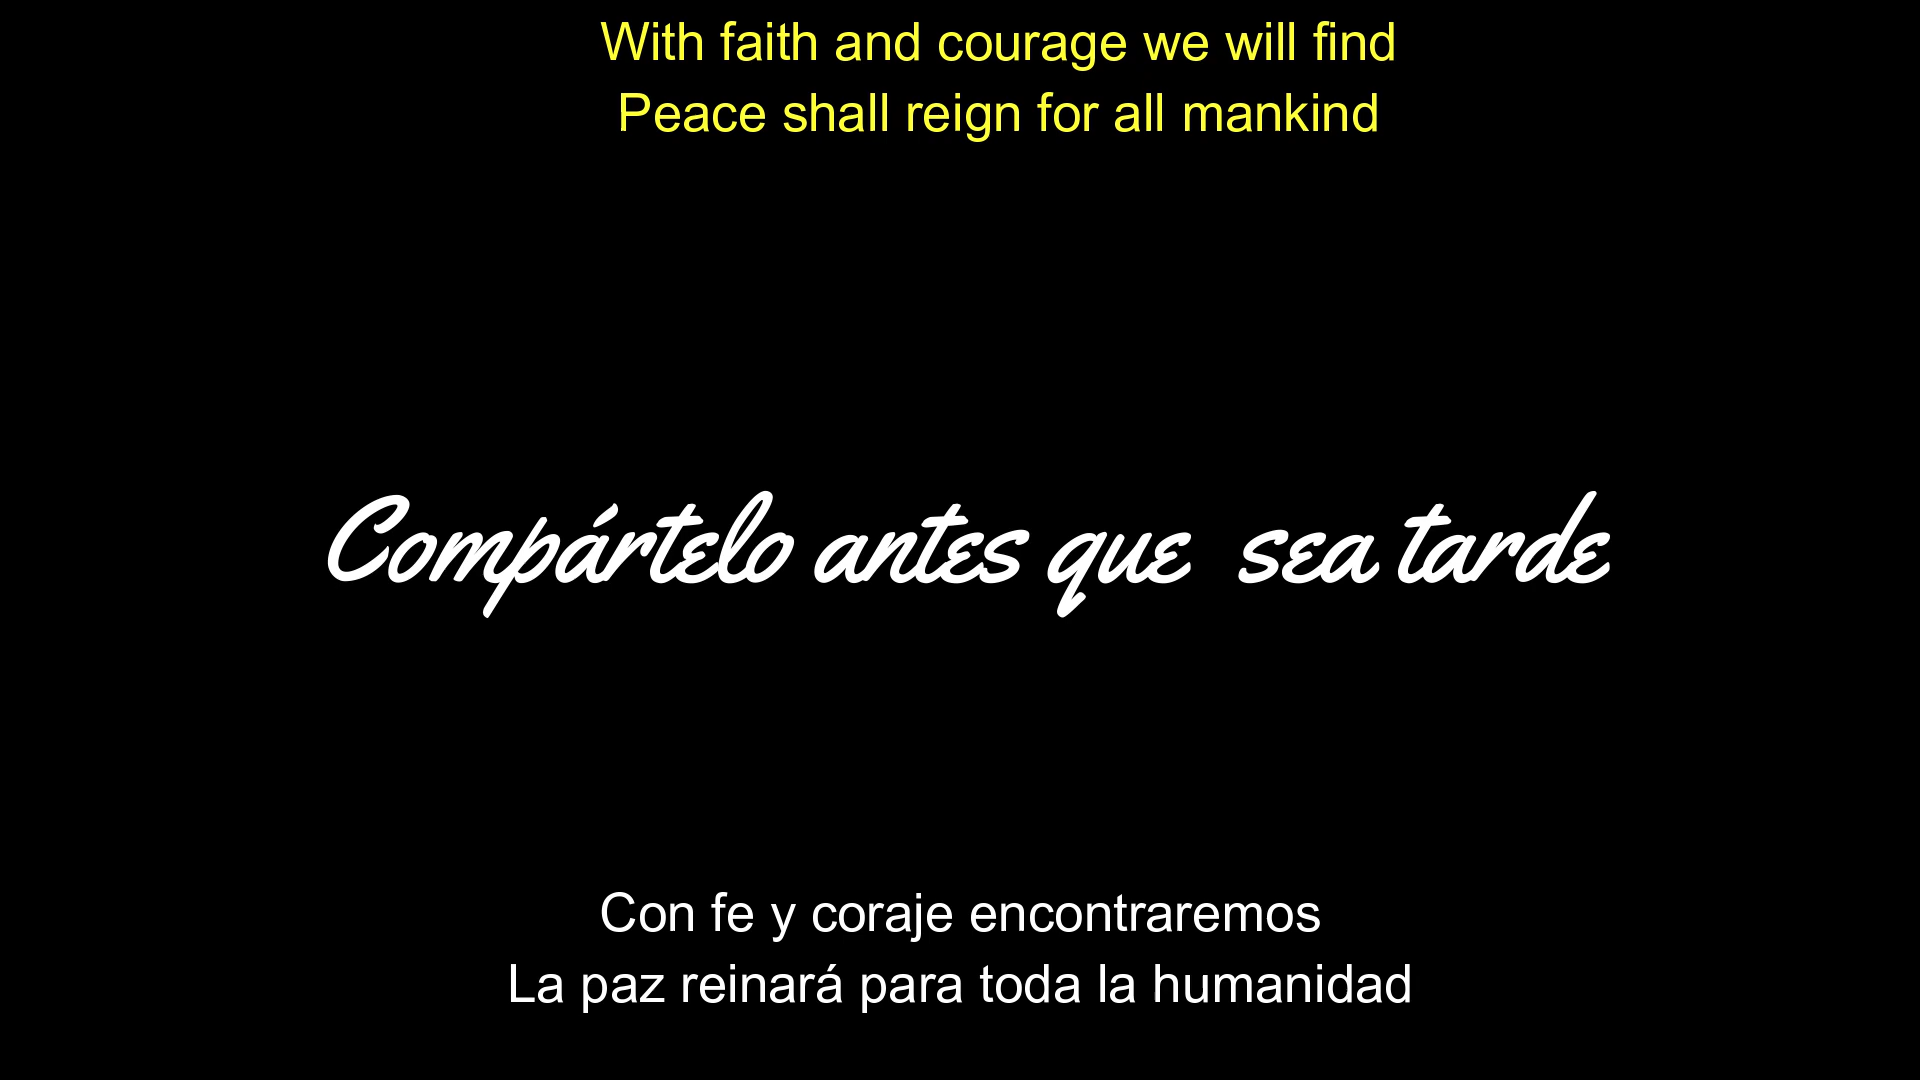 With faith and courage we will find
Peace shall reign for all mankind
Compártelo antes que sea tarde
Con fe y coraje encontraremos
La paz reinará para toda la humanidad